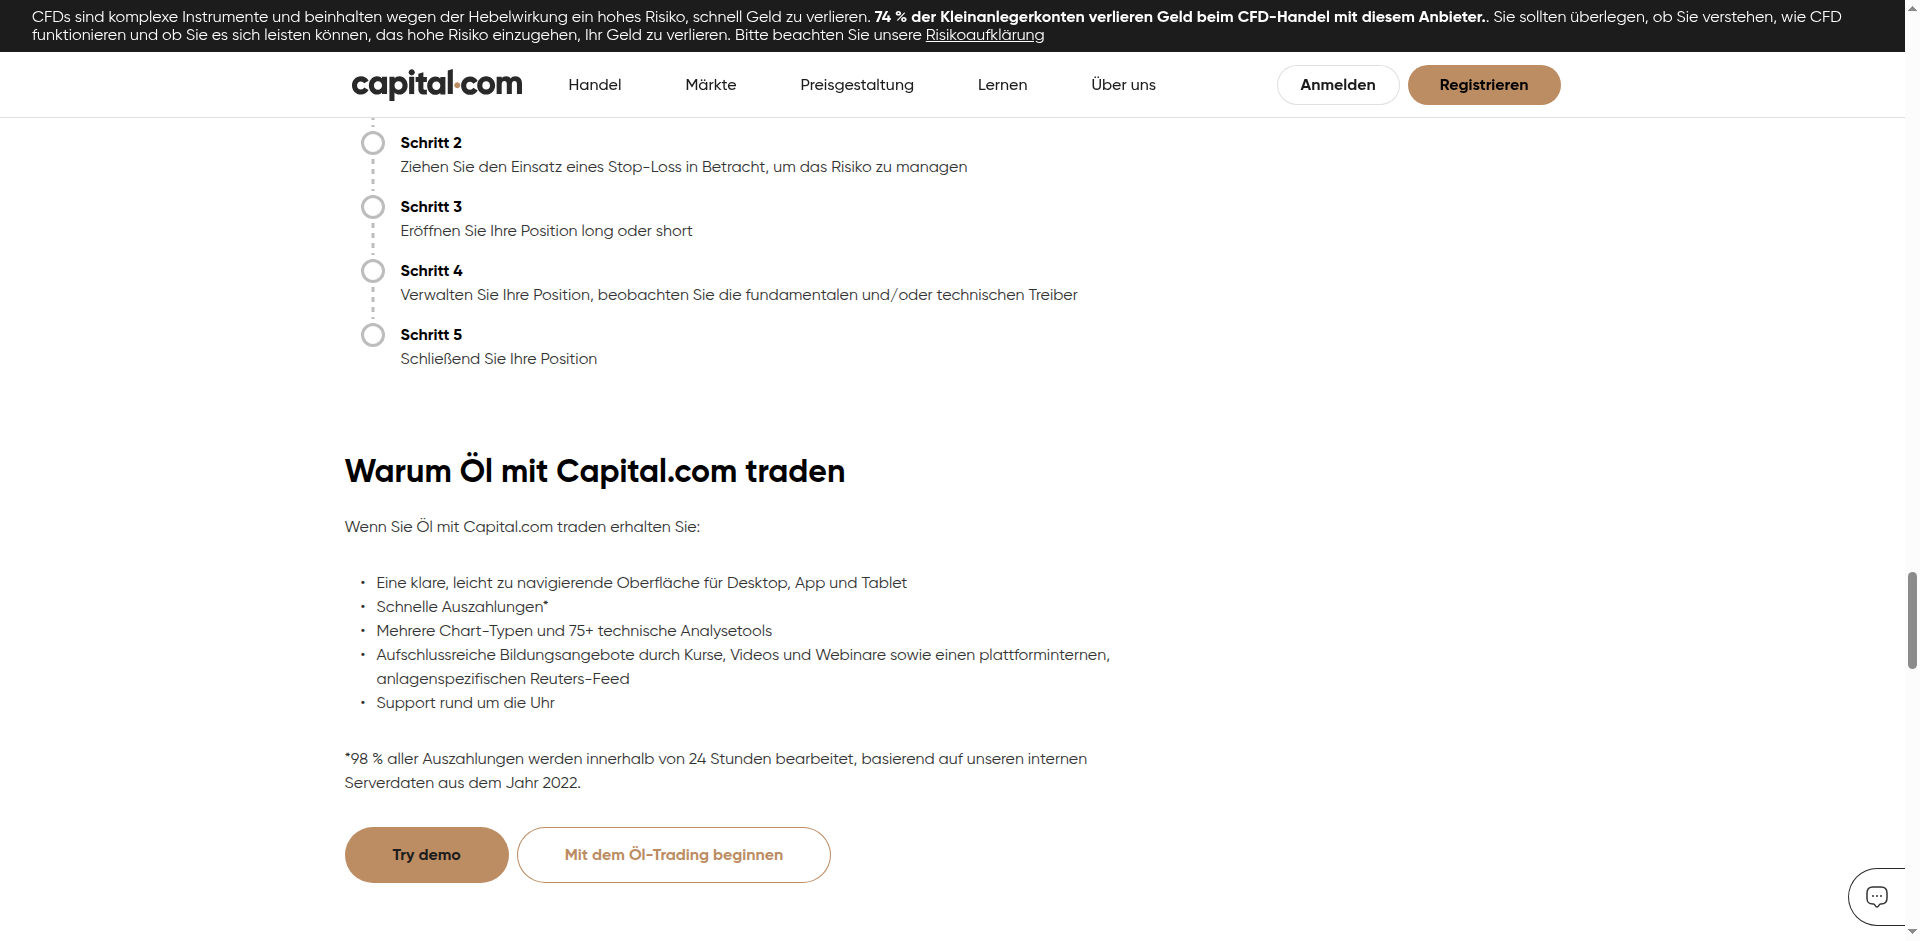 CFDs sind komplexe Instrumente und beinhalten wegen der Hebelwirkung ein hohes Risiko, schnell Geld zu verlieren. 74 % der Kleinanlegerkonten verlieren Geld beim CFD-Handel mit diesem Anbieter.. Sie sollten überlegen, ob Sie verstehen, wie CFD
funktionieren und ob Sie es sich leisten können, das hohe Risiko einzugehen, Ihr Geld zu verlieren. Bitte beachten Sie unsere Risikoaufklärung
capital.com Handel Märkte Preisgestaltung Lernen Über uns Anmelden Registrieren
Schritt 2
Ziehen Sie den Einsatz eines Stop-Loss in Betracht, um das Risiko zu managen
Schritt 3
Eröffnen Sie Ihre Position long oder short
Schritt 4
Verwalten Sie Ihre Position, beobachten Sie die fundamentalen und/oder technischen Treiber
Schritt 5
Schließend Sie Ihre Position
Warum Öl mit Capital.com traden
Wenn Sie Öl mit Capital.com traden erhalten Sie:
• Eine klare, leicht zu navigierende Oberfläche für Desktop, App und Tablet
• Schnelle Auszahlungen*
• Mehrere Chart-Typen und 75+ technische Analysetools
• Aufschlussreiche Bildungsangebote durch Kurse, Videos und Webinare sowie einen plattforminternen,
anlagenspezifischen Reuters-Feed
• Support rund um die Uhr
*98 % aller Auszahlungen werden innerhalb von 24 Stunden bearbeitet, basierend auf unseren internen
Serverdaten aus dem Jahr 2022.
Try demo Mit dem Öl-Trading beginnen